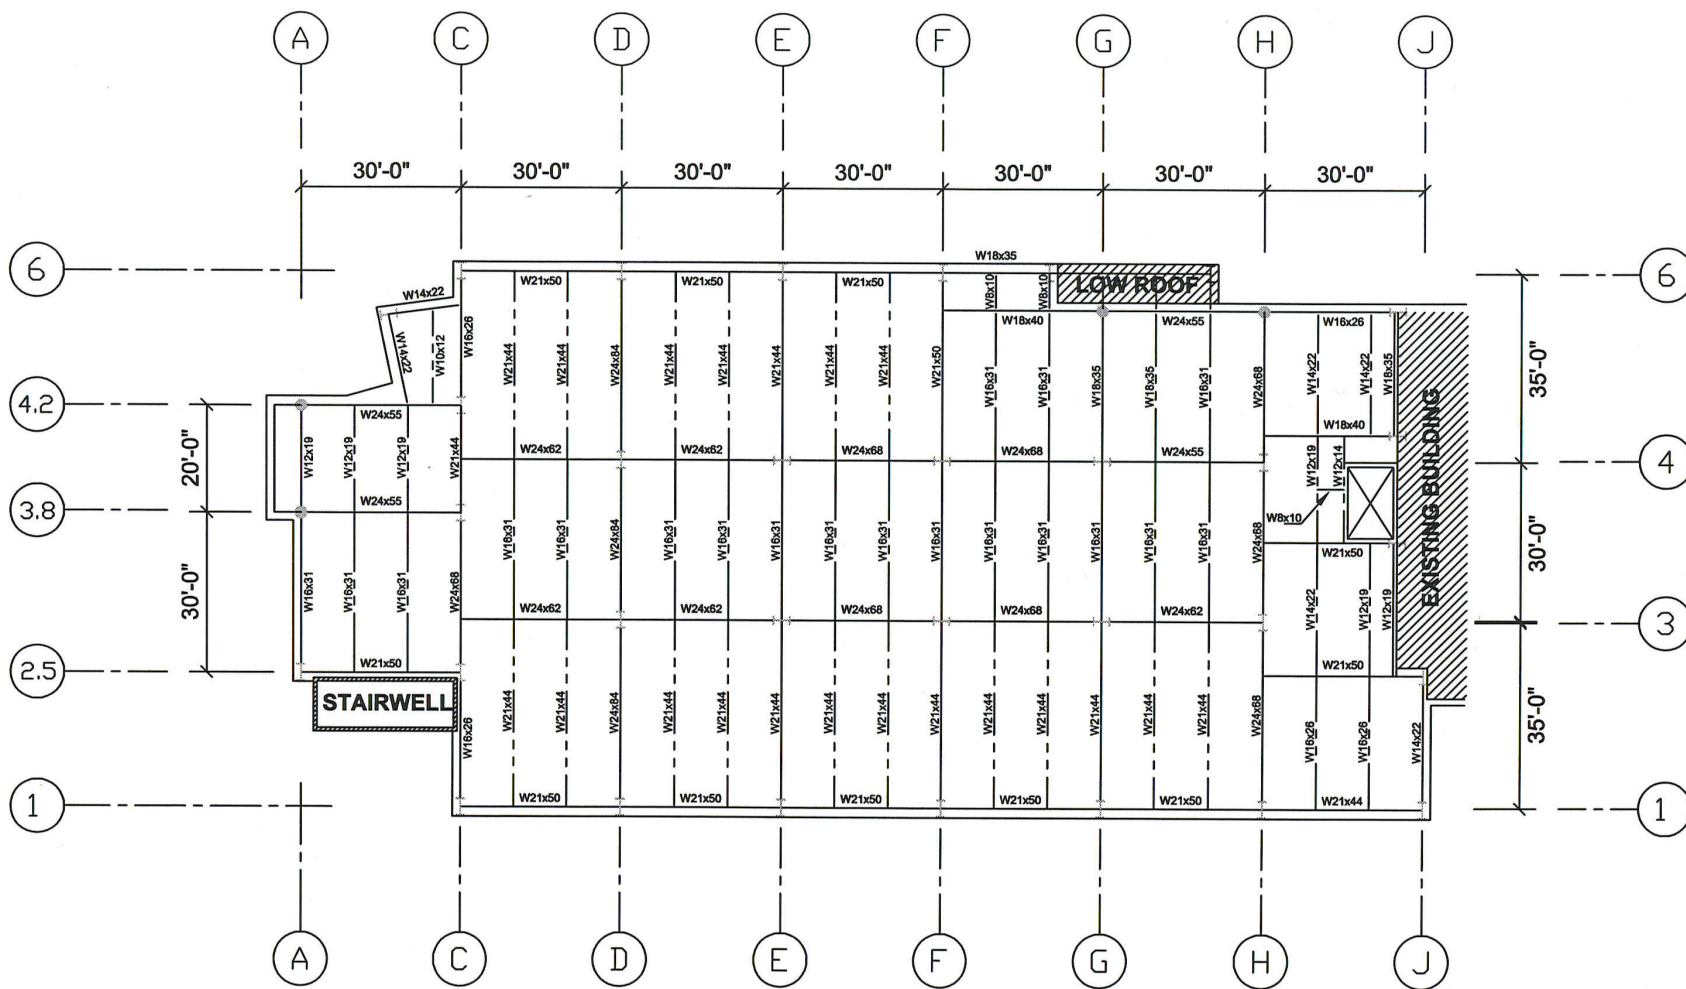 A C D E F G H J
30'-0" 30'-0" 30'-0" 30'-0" 30'-0" 30'-0" 30'-0"
6 6
W18x35
W14x22 W21x50 W21x50 W21x50 W8x10 W8x10 LOW ROOF
W18x40 W24x55 W16x26
W16x26
W14x22 W10x12 W21x44 W21x44 W24x84 W21x44 W21x44 W21x44 W21x44 W21x44 W21x50 W16x31 W16x31 W18x35 W18x35 W16x31 W24x68 W14x22 W14x22 W18x35
35'-0"
4.2
W24x55 W18x40
20'-0"
W12x19 W12x19 W12x19 W21x44
W24x62 W24x62 W24x68 W24x68 W24x55
W12x19 W12x14
4
3.8
W24x55
W8x10
EXISTING BUILDING
W16x31 W16x31 W24x84 W16x31 W16x31 W16x31 W16x31 W16x31 W16x31 W16x31 W16x31 W16x31 W16x31 W16x31 W24x68
30'-0"
W21x50
30'-0"
W16x31 W16x31 W16x31 W24x68
W14x22 W12x19 W12x19
W24x62 W24x62 W24x68 W24x68 W24x62
3
2.5
W21x50 W21x50
STAIRWELL
W16x26 W21x44 W21x44 W24x84 W21x44 W21x44 W21x44 W21x44 W21x44 W21x44 W21x44 W21x44 W21x44 W21x44 W21x44 W24x68 W16x26 W16x26 W14x22
35'-0"
W21x50 W21x50 W21x50 W21x50 W21x50 W21x44
1 1
A C D E F G H J